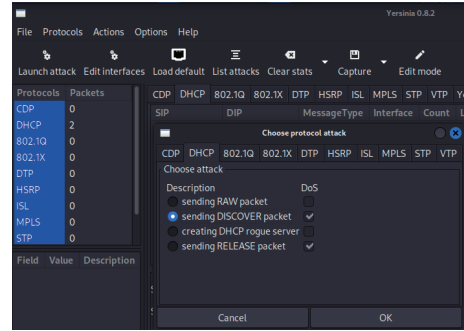 Yersinia 0.8.2
File Protocols Actions Options Help
Launch attack Edit interfaces Load default List attacks Clear stats Capture Edit mode
Protocols Packets
CDP 0
DHCP 2
802.1Q 0
802.1X 0
DTP 0
HSRP 0
ISL 0
MPLS 0
STP 0
Field Value Description
CDP DHCP 802.1Q 802.1X DTP HSRP ISL MPLS STP VTP
SIP DIP MessageType Interface Count
Choose protocol attack
CDP DHCP 802.1Q 802.1X DTP HSRP ISL MPLS STP VTP
Choose attack
Description DoS
sending RAW packet
sending DISCOVER packet
creating DHCP rogue server
sending RELEASE packet
Cancel OK